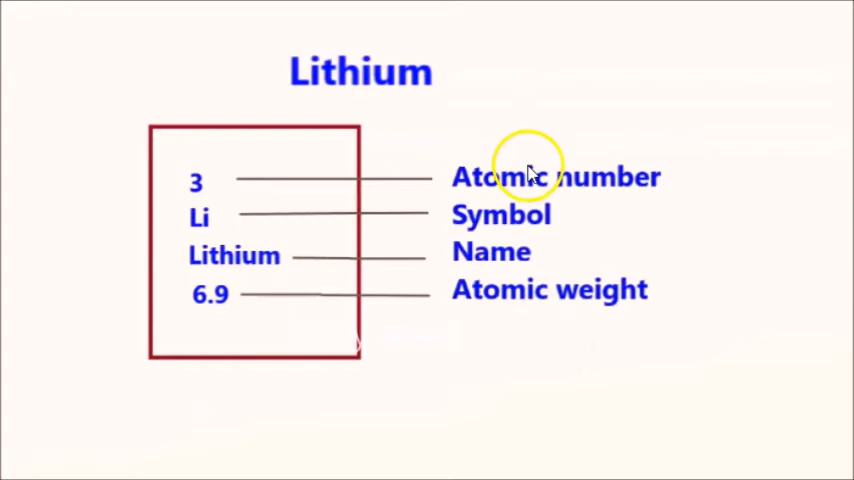 Lithium
3 Atomic number
Li Symbol
Lithium Name
6.9 Atomic weight